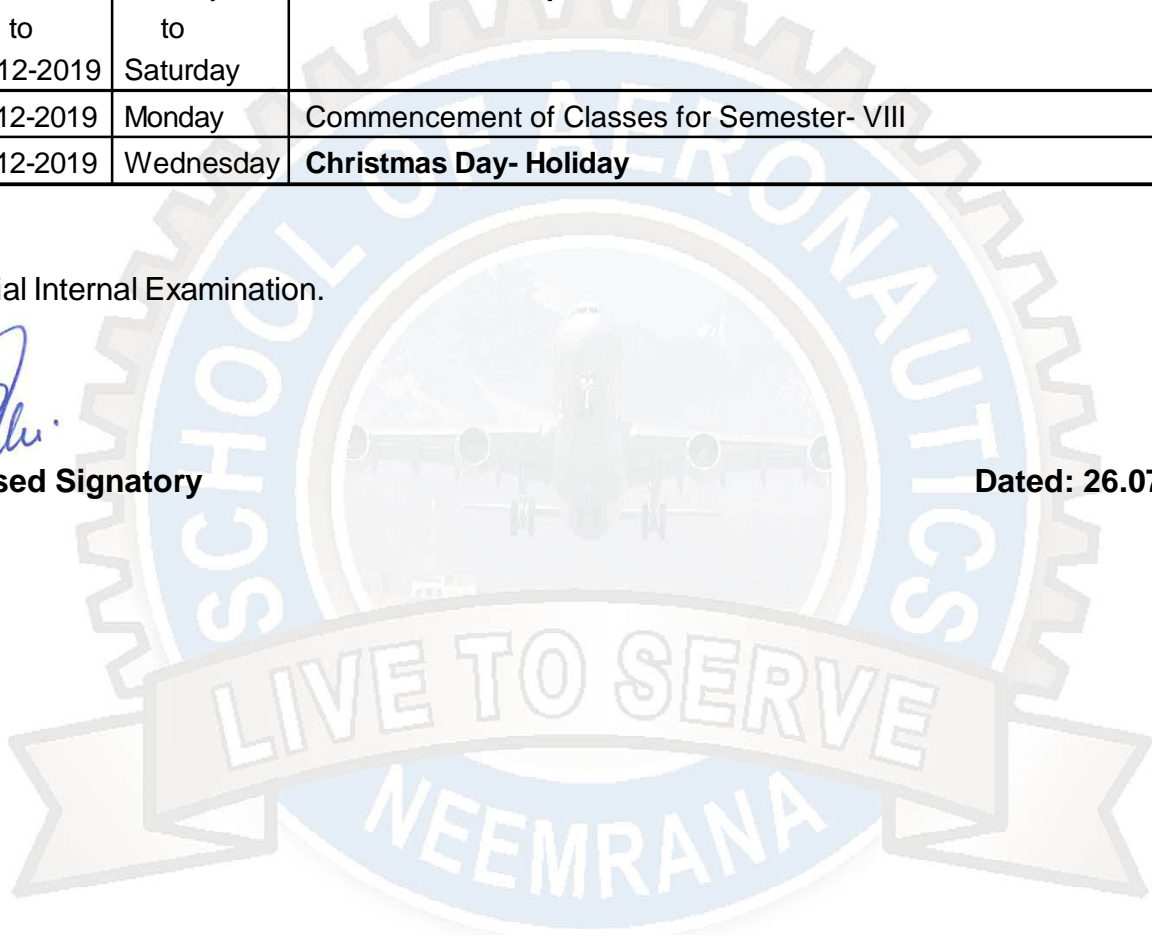 to to
12-2019 Saturday
12-2019 Monday Commencement of Classes for Semester- VIII
12-2019 Wednesday Christmas Day- Holiday
ial Internal Examination.
sed Signatory Dated: 26.07
SCHOOL OF AERONAUTICS
LIVE TO SERVE
NEEMRANA